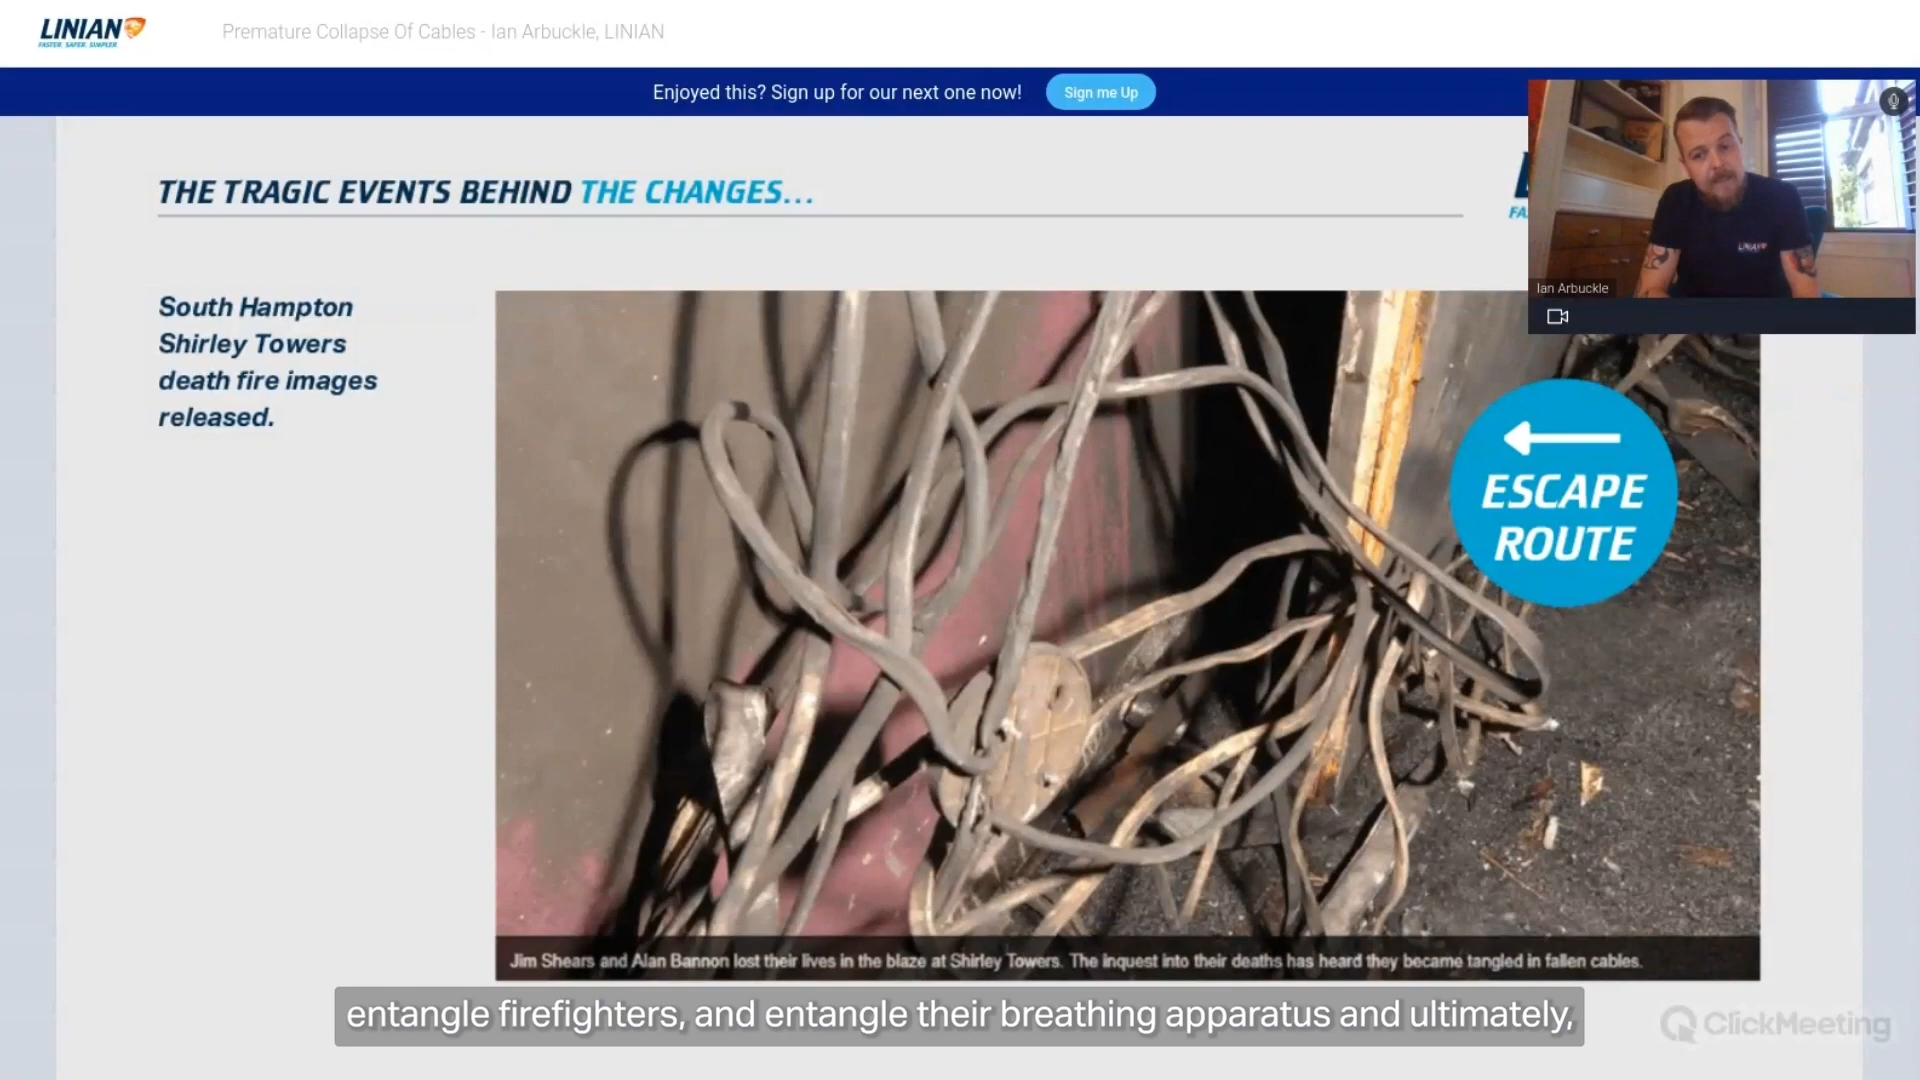 LINIAN
FASTER. SAFER. SIMPLER.
Premature Collapse Of Cables - Ian Arbuckle, LINIAN
Enjoyed this? Sign up for our next one now!
Sign me Up
THE TRAGIC EVENTS BEHIND THE CHANGES...
FA
LINIAN
Ian Arbuckle
South Hampton
Shirley Towers
death fire images
released.
ESCAPE
ROUTE
Jim Shears and Alan Bannon lost their lives in the blaze at Shirley Towers. The inquest into their deaths has heard they became tangled in fallen cables.
entangle firefighters, and entangle their breathing apparatus and ultimately,
ClickMeeting